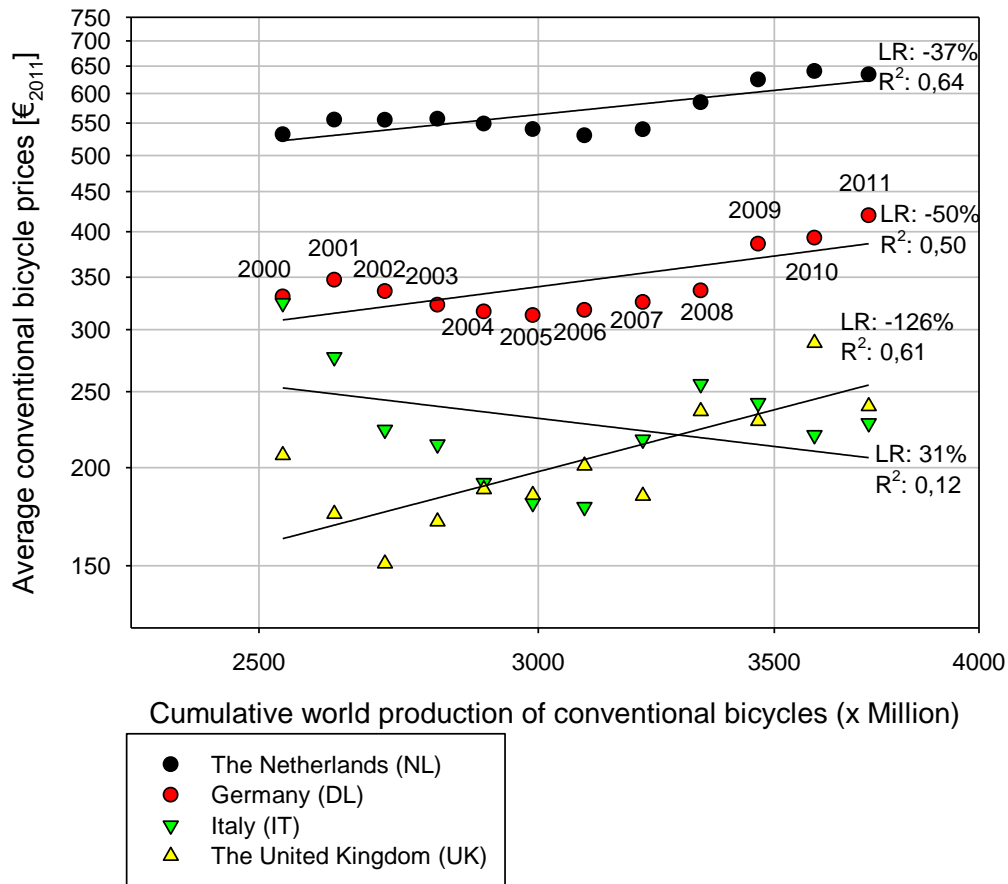 Average conventional bicycle prices [€2011]
750
700
650
600
550
500
450
400
350
300
250
200
150
LR: -37%
R²: 0,64
2011
2009
LR: -50%
R²: 0,50
2001
2000
2002
2003
2010
2004
2005
2006
2007
2008
LR: -126%
R²: 0,61
LR: 31%
R²: 0,12
2500
3000
3500
4000
Cumulative world production of conventional bicycles (x Million)
The Netherlands (NL)
Germany (DL)
Italy (IT)
The United Kingdom (UK)